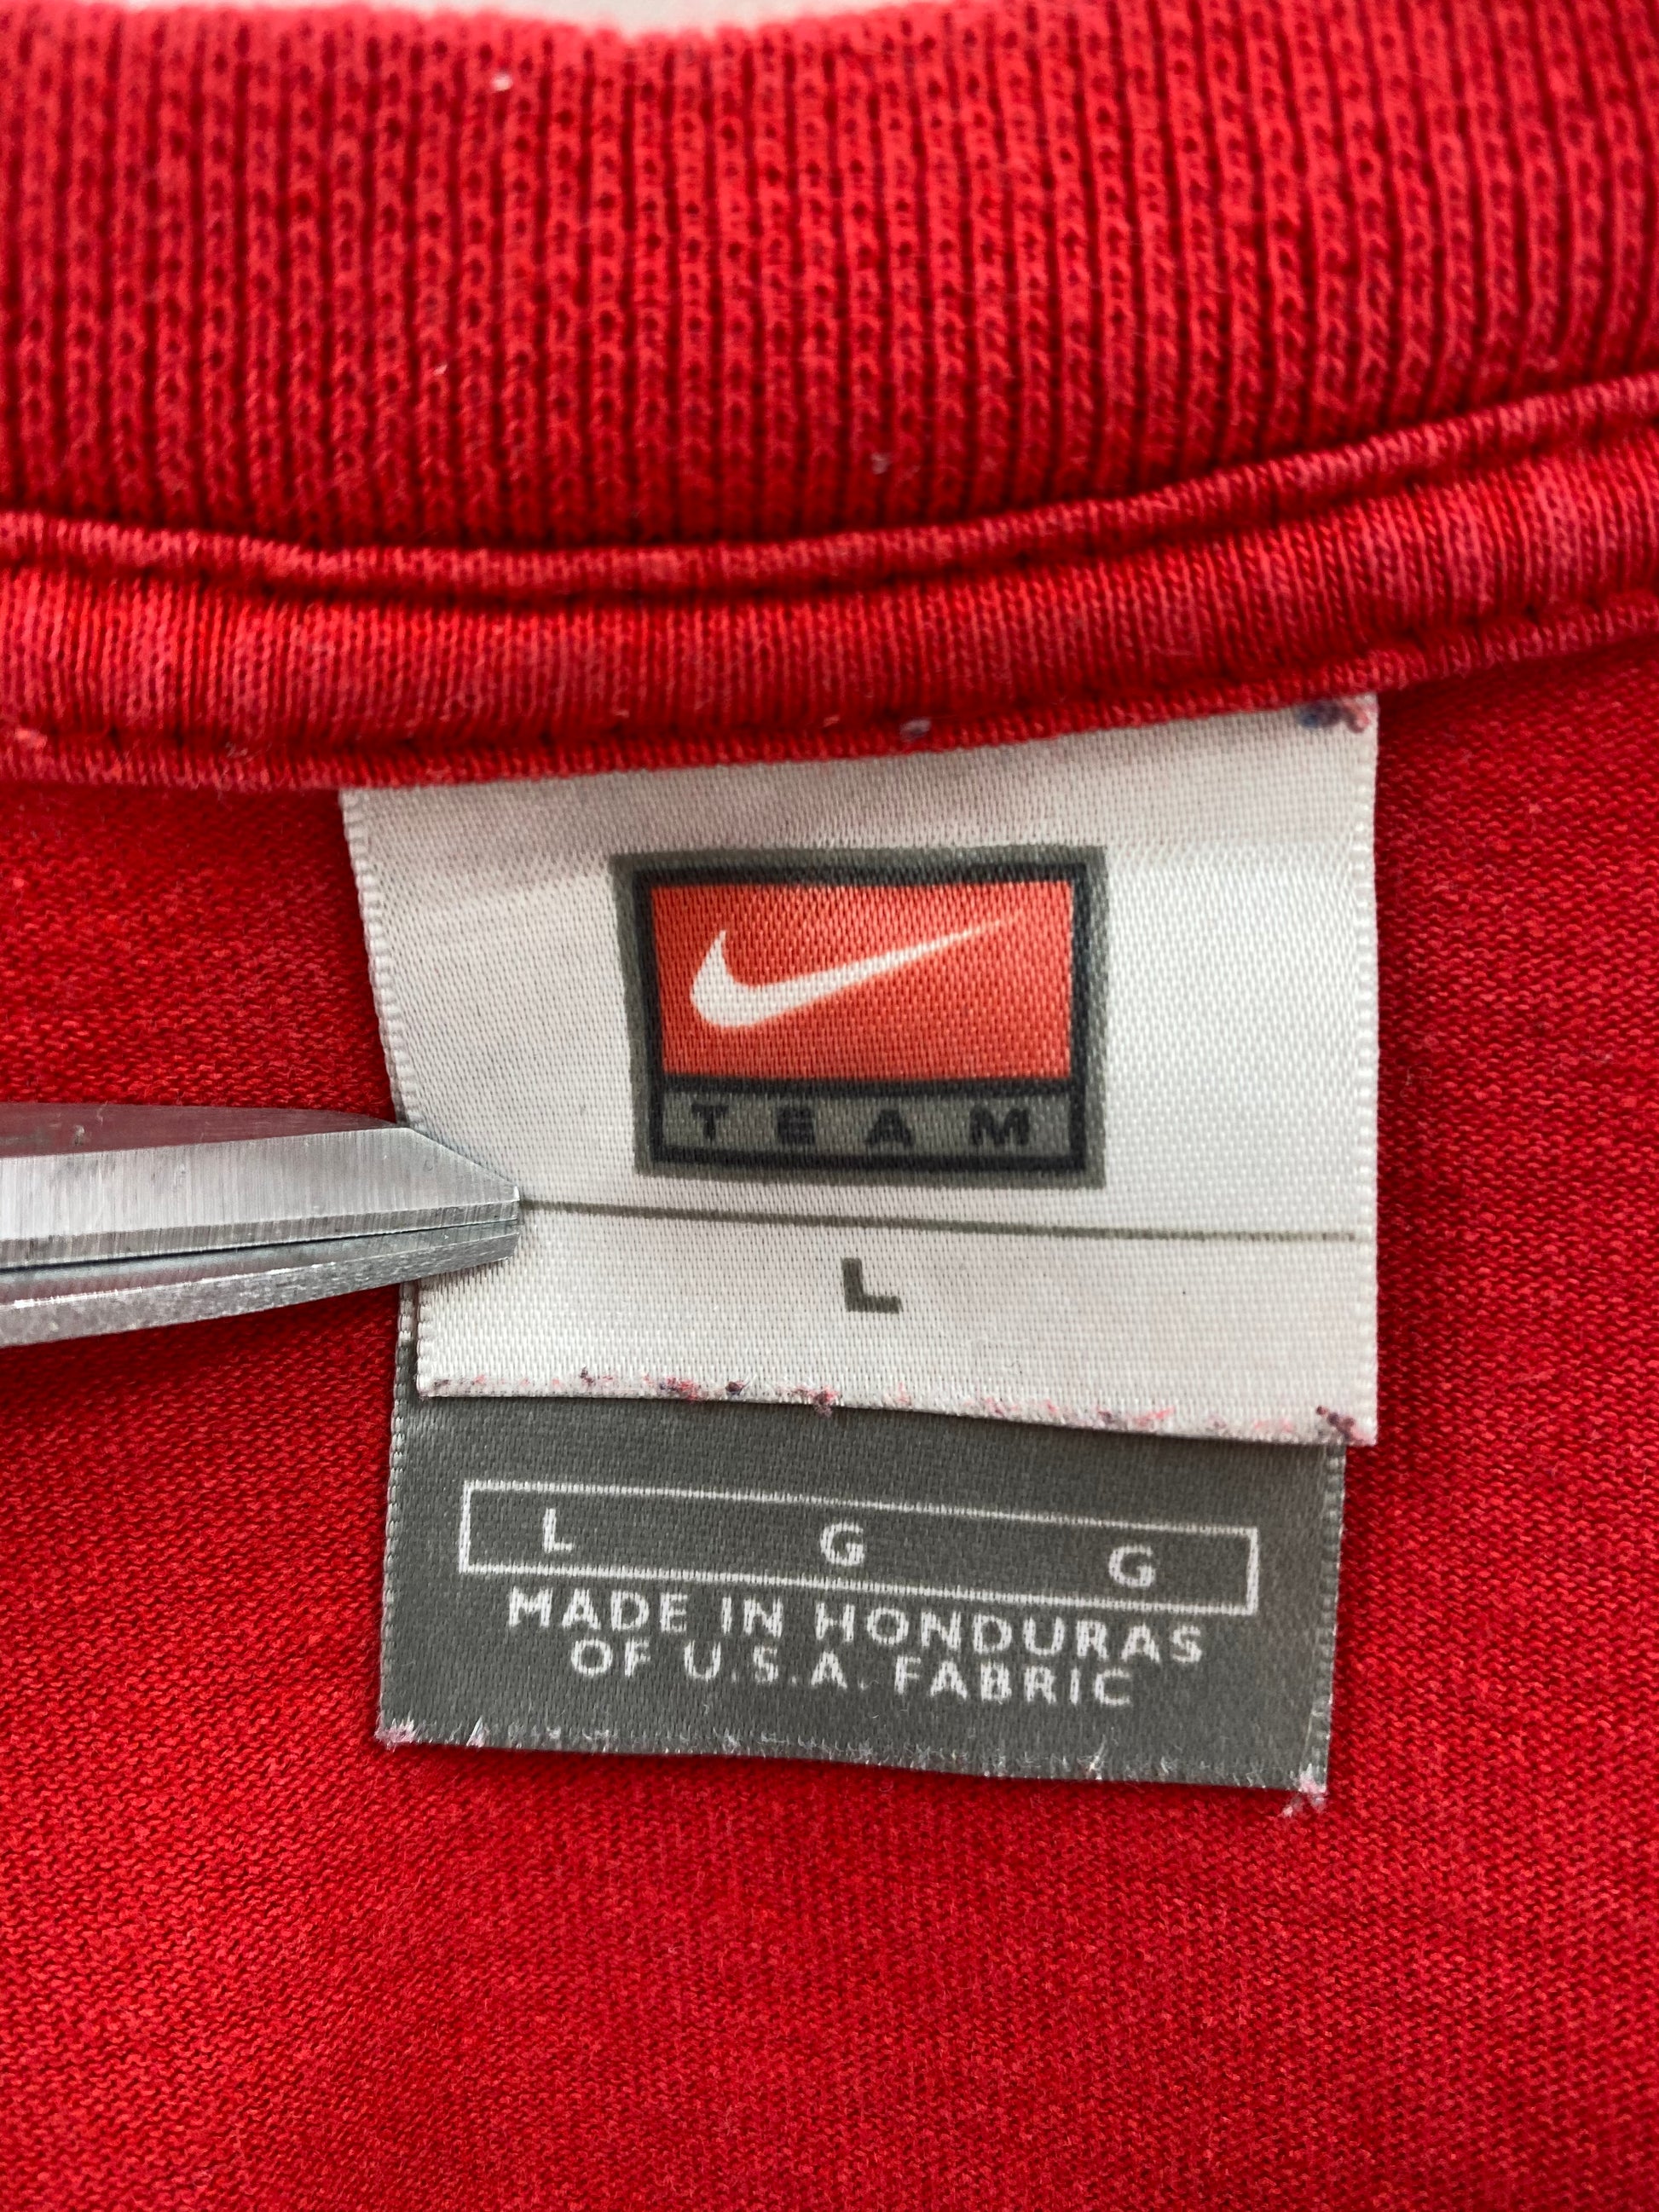 TEAM
L
L G G
MADE IN HONDURAS
OF U.S.A. FABRIC